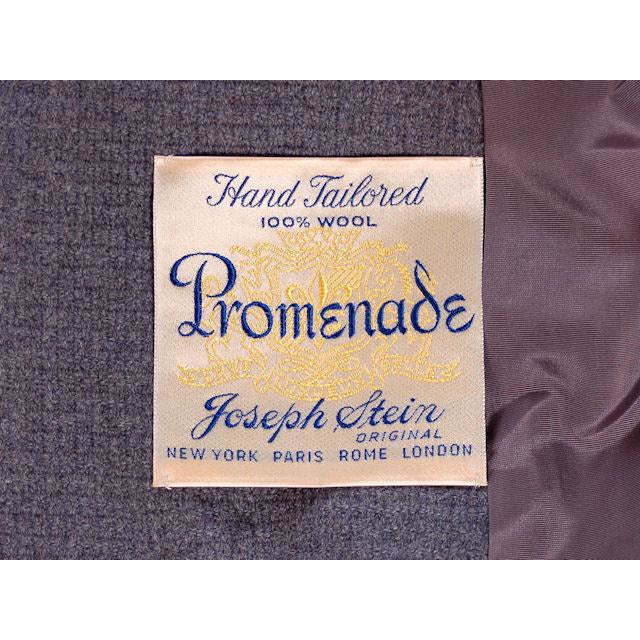 Hand Tailored
100% WOOL
Promenade
Joseph Stein
ORIGINAL
NEW YORK PARIS ROME LONDON